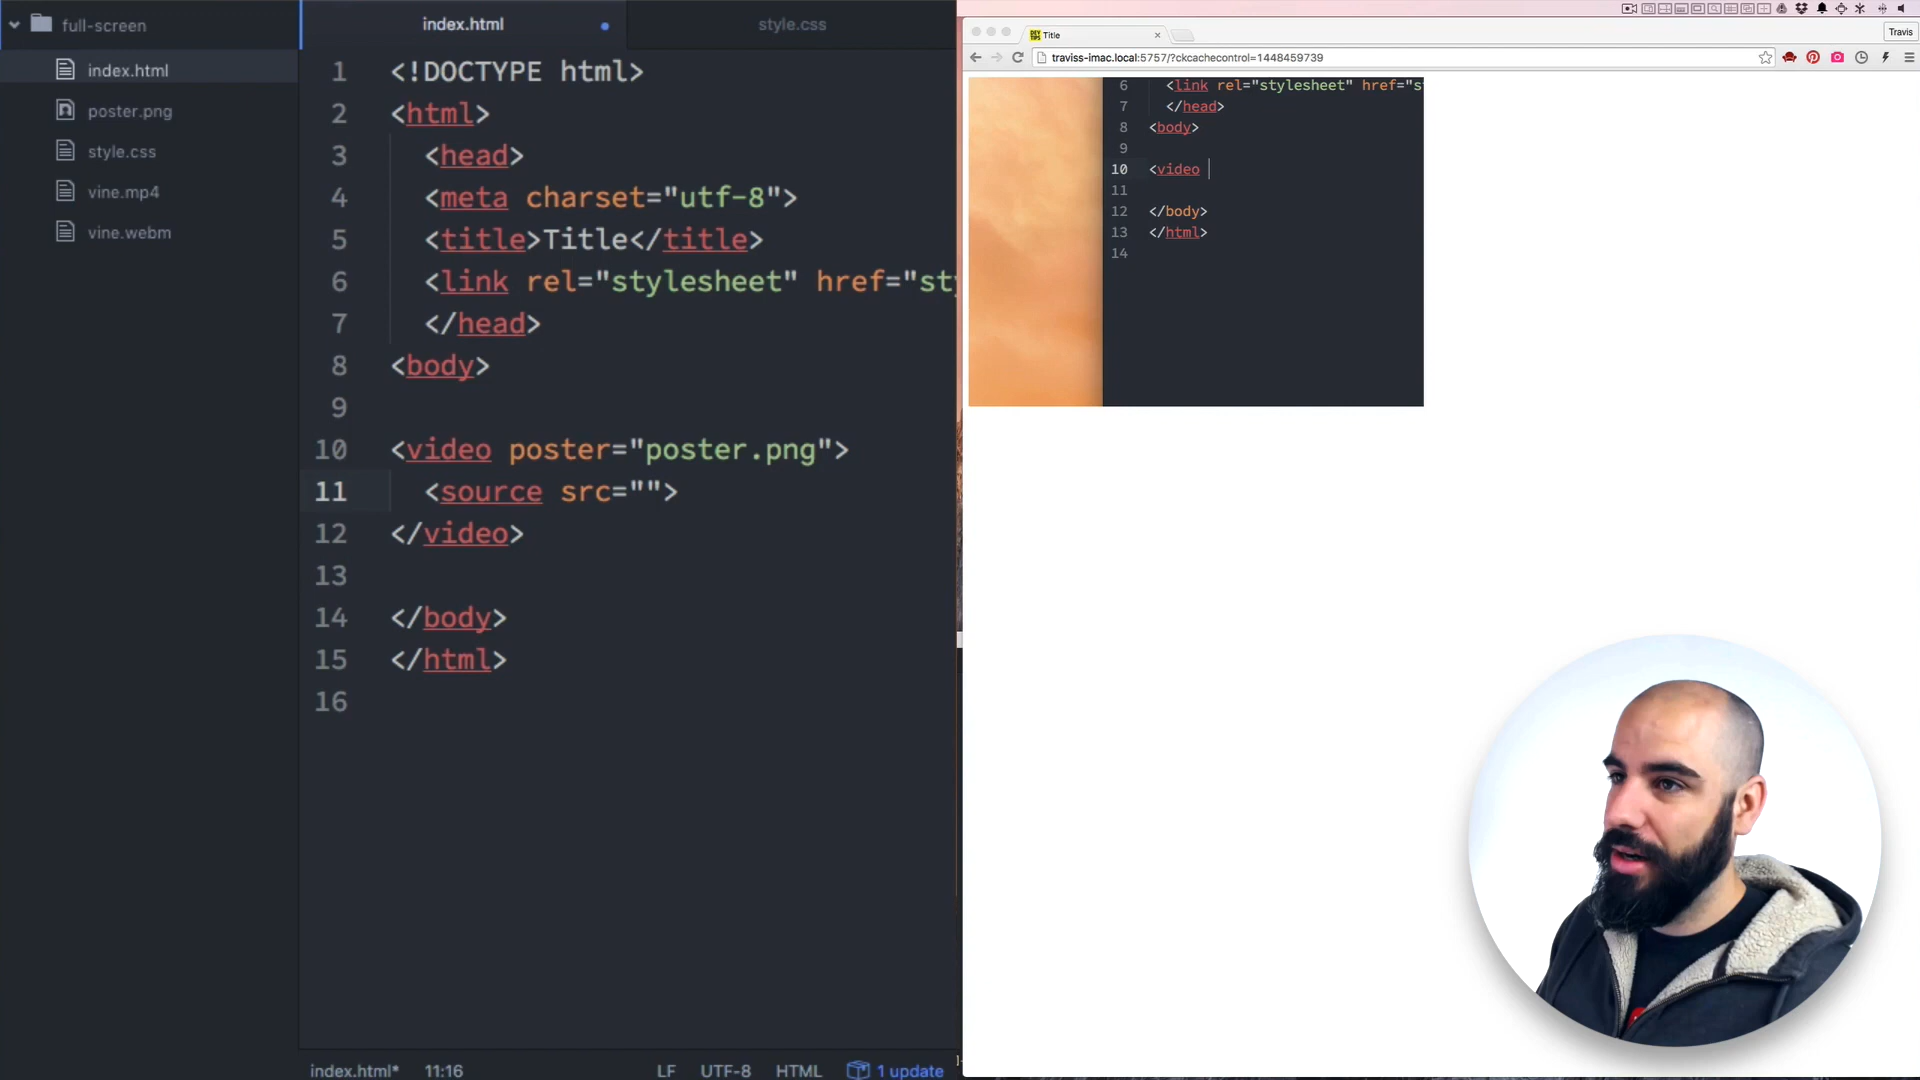 full-screen
index.html
poster.png
style.css
vine.mp4
vine.webm
index.html
style.css
1 <!DOCTYPE html>
2 <html>
3 <head>
4 <meta charset="utf-8">
5 <title>Title</title>
6 <link rel="stylesheet" href="st
7 </head>
8 <body>
9
10 <video poster="poster.png">
11 <source src="">
12 </video>
13
14 </body>
15 </html>
16
index.html* 11:16 LF UTF-8 HTML 1 update
Title
Travis
traviss-imac.local:5757/?ckcachecontrol=1448459739
6 <link rel="stylesheet" href="s
7 </head>
8 <body>
9
10 <video
11
12 </body>
13 </html>
14